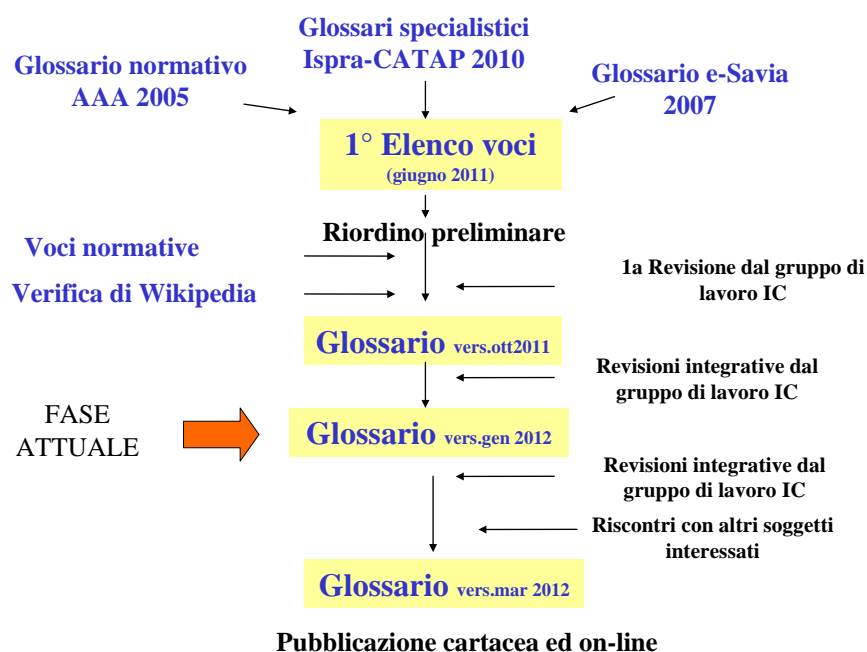 Glossari specialistici
Ispra-CATAP 2010
Glossario normativo
AAA 2005
Glossario e-Savia
2007
1° Elenco voci
(giugno 2011)
Riordino preliminare
Voci normative
Verifica di Wikipedia
1a Revisione dal gruppo di
lavoro IC
Glossario vers.ott2011
Revisioni integrative dal
gruppo di lavoro IC
FASE
ATTUALE
Glossario vers.gen 2012
Revisioni integrative dal
gruppo di lavoro IC
Riscontri con altri soggetti
interessati
Glossario vers.mar 2012
Pubblicazione cartacea ed on-line